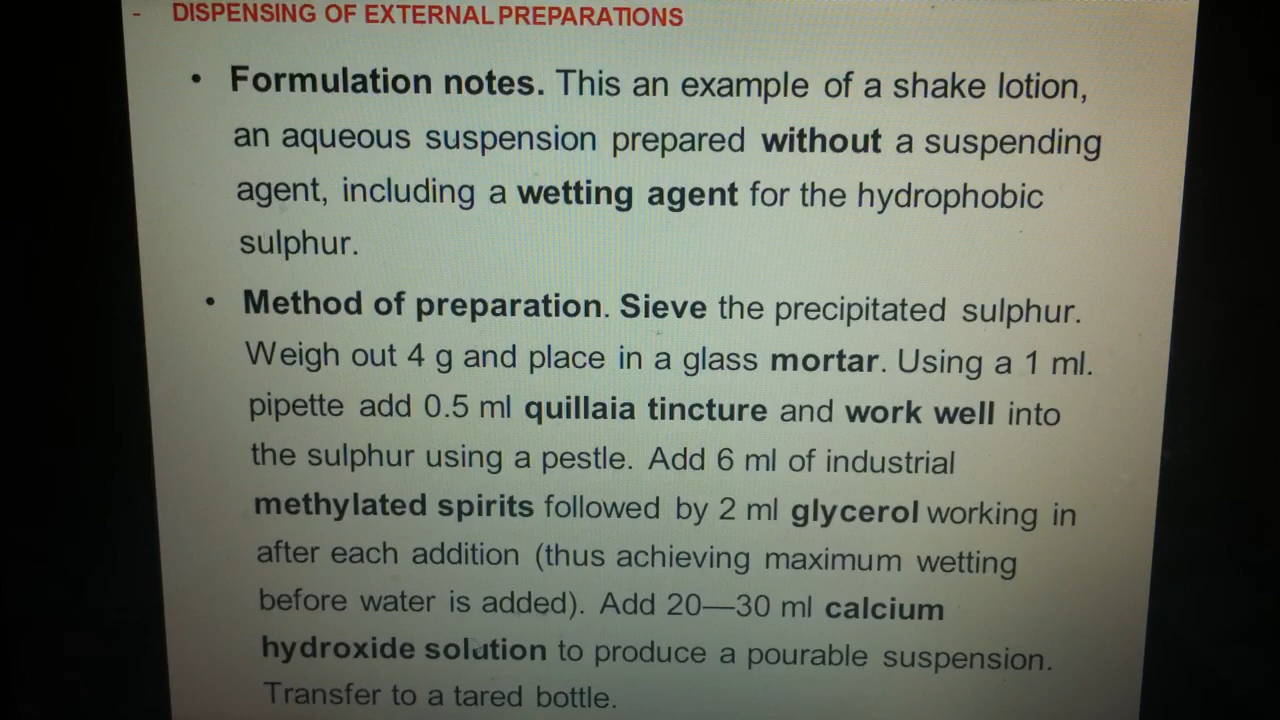 - DISPENSING OF EXTERNAL PREPARATIONS
• Formulation notes. This an example of a shake lotion,
an aqueous suspension prepared without a suspending
agent, including a wetting agent for the hydrophobic
sulphur.
• Method of preparation. Sieve the precipitated sulphur.
Weigh out 4 g and place in a glass mortar. Using a 1 ml.
pipette add 0.5 ml quillaia tincture and work well into
the sulphur using a pestle. Add 6 ml of industrial
methylated spirits followed by 2 ml glycerol working in
after each addition (thus achieving maximum wetting
before water is added). Add 20—30 ml calcium
hydroxide solution to produce a pourable suspension.
Transfer to a tared bottle.